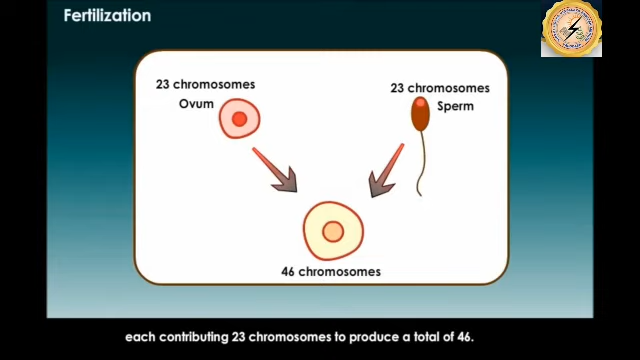 Fertilization
23 chromosomes
Ovum
23 chromosomes
Sperm
46 chromosomes
each contributing 23 chromosomes to produce a total of 46.